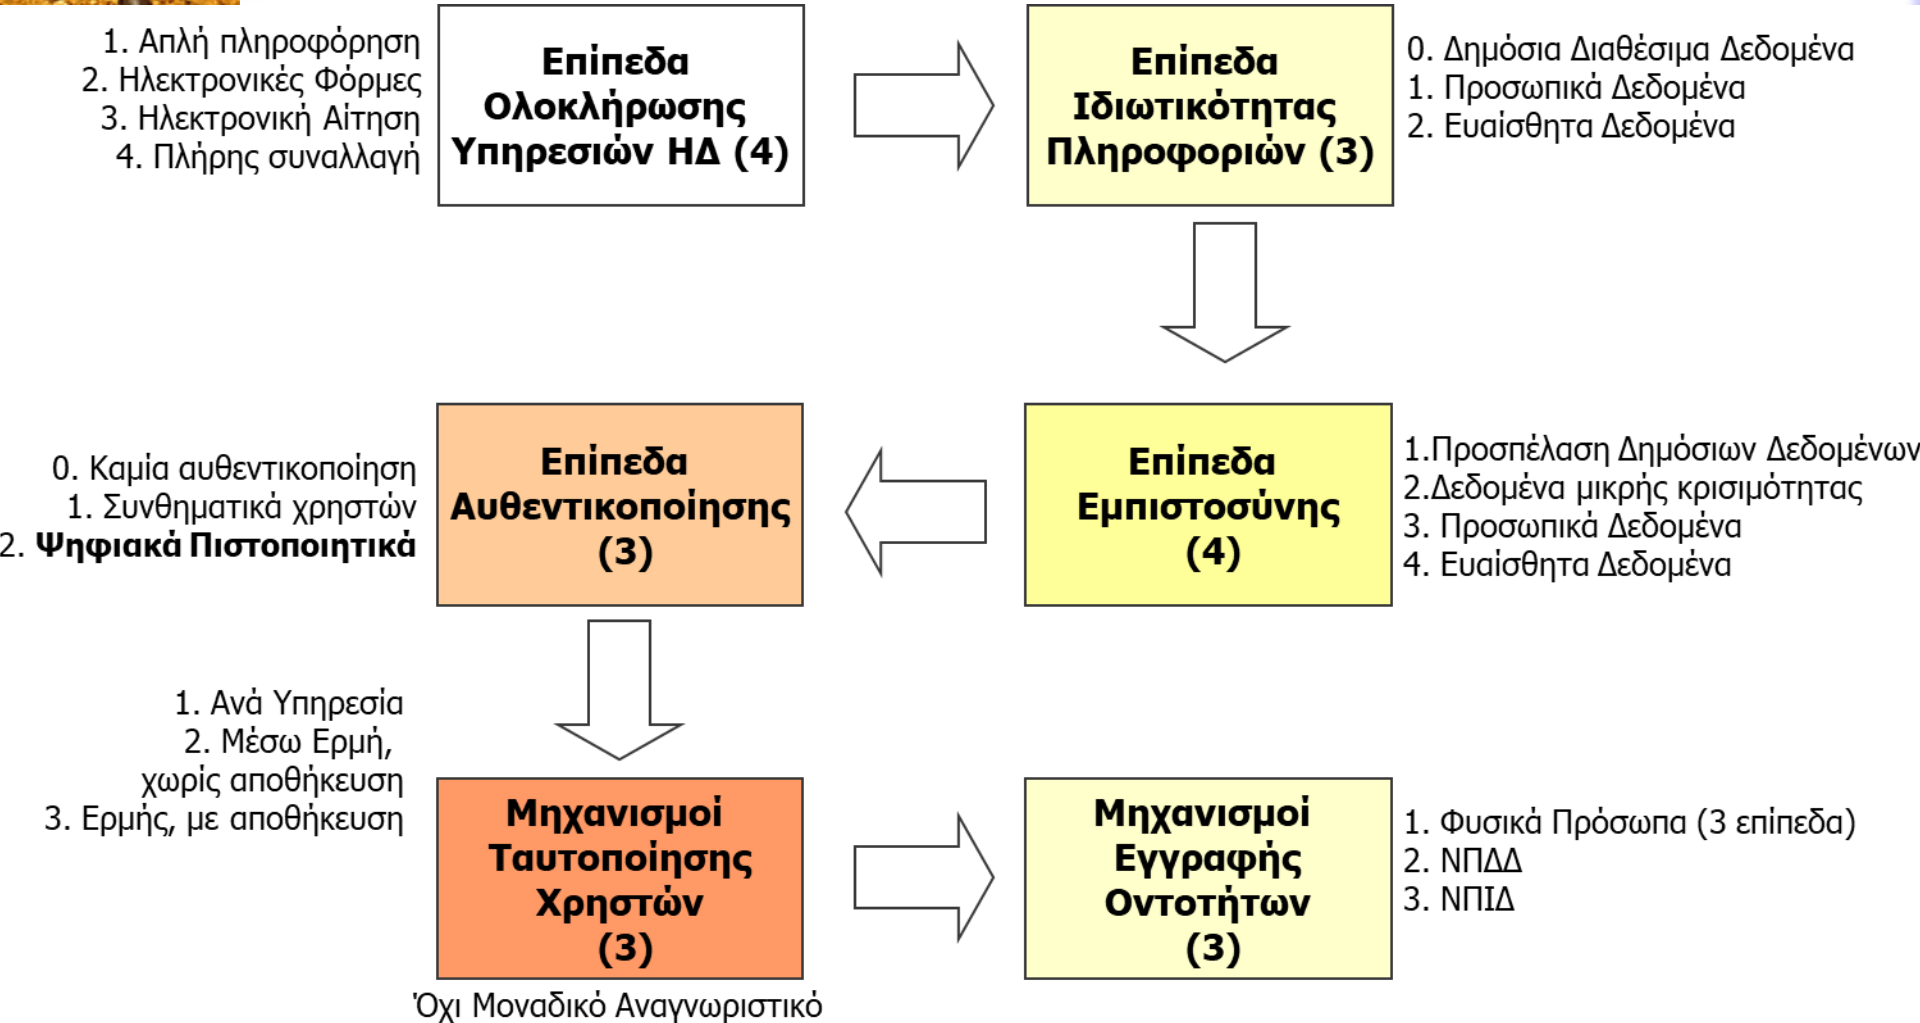 1. Απλή πληροφόρηση
2. Ηλεκτρονικές Φόρμες
3. Ηλεκτρονική Αίτηση
4. Πλήρης συναλλαγή
Επίπεδα
Ολοκλήρωσης
Υπηρεσιών ΗΔ (4)
Επίπεδα
Ιδιωτικότητας
Πληροφοριών (3)
0. Δημόσια Διαθέσιμα Δεδομένα
1. Προσωπικά Δεδομένα
2. Ευαίσθητα Δεδομένα
Επίπεδα
Εμπιστοσύνης
(4)
1.Προσπέλαση Δημόσιων Δεδομένων
2.Δεδομένα μικρής κρισιμότητας
3. Προσωπικά Δεδομένα
4. Ευαίσθητα Δεδομένα
0. Καμία αυθεντικοποίηση
1. Συνθηματικά χρηστών
2. Ψηφιακά Πιστοποιητικά
Επίπεδα
Αυθεντικοποίησης
(3)
1. Ανά Υπηρεσία
2. Μέσω Ερμή,
χωρίς αποθήκευση
3. Ερμής, με αποθήκευση
Μηχανισμοί
Ταυτοποίησης
Χρηστών
(3)
Όχι Μοναδικό Αναγνωριστικό
Μηχανισμοί
Εγγραφής
Οντοτήτων
(3)
1. Φυσικά Πρόσωπα (3 επίπεδα)
2. ΝΠΔΔ
3. ΝΠΙΔ